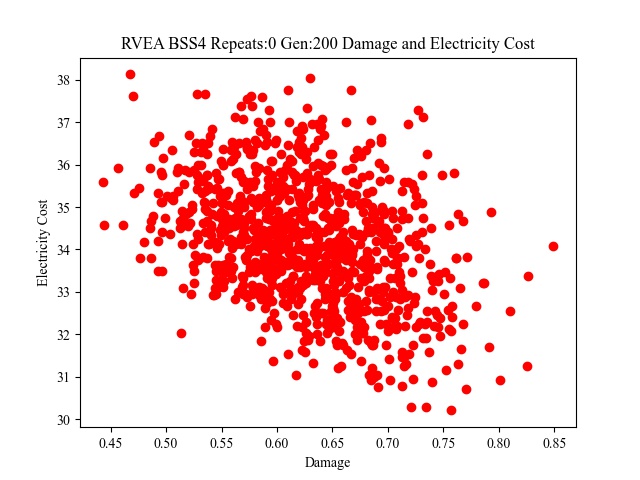 RVEA BSS4 Repeats:0 Gen:200 Damage and Electricity Cost
38
37
36
35
34
33
32
31
30
Electricity Cost
0.45 0.50 0.55 0.60 0.65 0.70 0.75 0.80 0.85
Damage